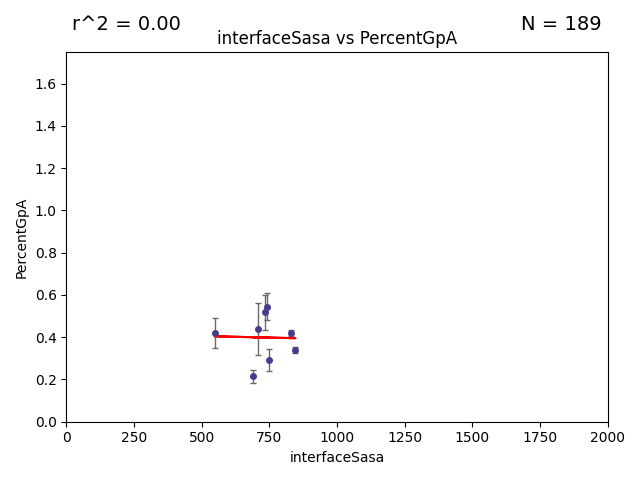 r^2 = 0.00
N = 189
interfaceSasa vs PercentGpA
PercentGpA
1.6
1.4
1.2
1.0
0.8
0.6
0.4
0.2
0.0
0 250 500 750 1000 1250 1500 1750 2000
interfaceSasa